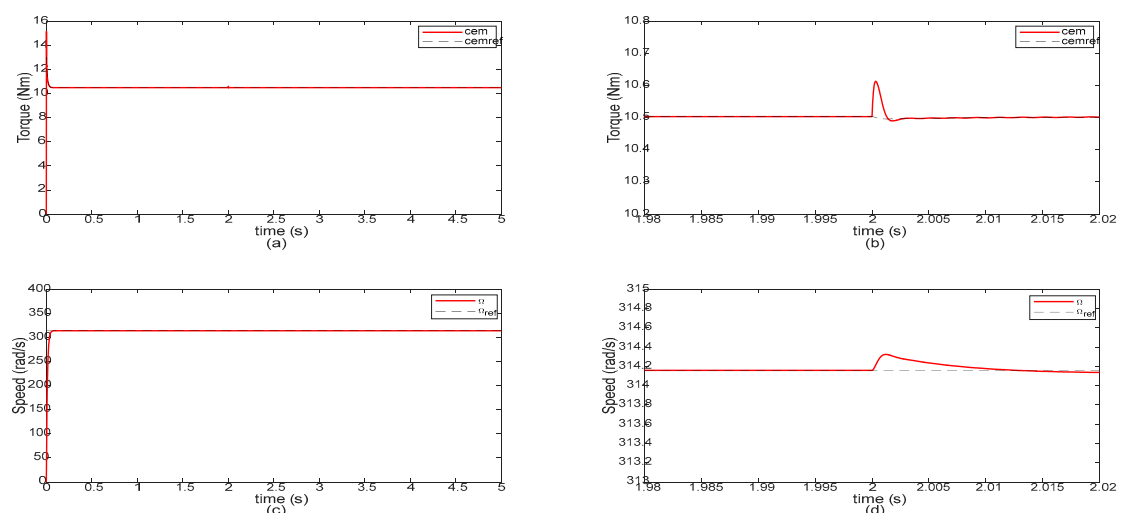 16
14
12
10
8
6
4
2
0
Torque (Nm)
cem
cemref
0 0.5 1 1.5 2 2.5 3 3.5 4 4.5 5
time (s)
(a)
10.8
10.7
10.6
10.5
10.4
10.3
10.2
Torque (Nm)
cem
cemref
1.98 1.985 1.99 1.995 2 2.005 2.01 2.015 2.02
time (s)
(b)
400
350
300
250
200
150
100
50
0
Speed (rad/s)
Ω
Ωref
0 0.5 1 1.5 2 2.5 3 3.5 4 4.5 5
time (s)
(c)
315
314.8
314.6
314.4
314.2
314
313.8
313.6
313.4
313.2
313
Speed (rad/s)
Ω
Ωref
1.98 1.985 1.99 1.995 2 2.005 2.01 2.015 2.02
time (s)
(d)